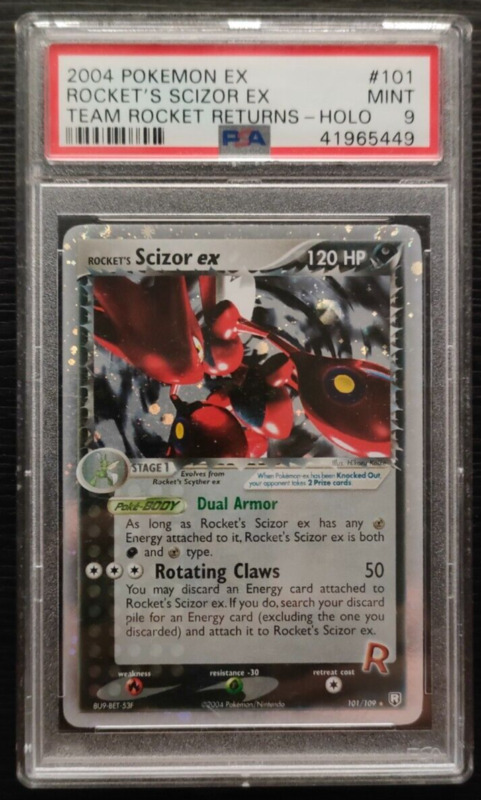 2004 POKEMON EX #101
ROCKET'S SCIZOR EX MINT
TEAM ROCKET RETURNS - HOLO 9
PSA 41965449
ROCKET'S Scizor ex 120 HP
STAGE 1
Evolves from
Rocket's Scyther ex
When Pokémon-ex has been Knocked Out
your opponent takes 2 Prize cards.
Poké-BODY Dual Armor
As long as Rocket's Scizor ex has any
Energy attached to it, Rocket's Scizor ex is both
and type.
Rotating Claws 50
You may discard an Energy card attached to
Rocket's Scizor ex. If you do, search your discard
pile for an Energy card (excluding the one you
discarded) and attach it to Rocket's Scizor ex.
R
weakness resistance -30 retreat cost
BU9-BET-53F ©2004 Pokémon/Nintendo 101/109 R